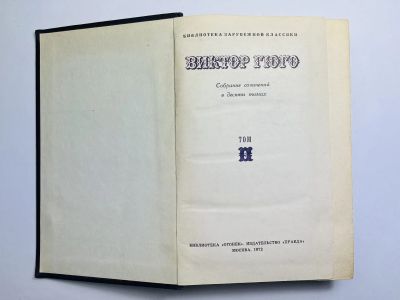 БИБЛИОТЕКА ЗАРУБЕЖНОЙ КЛАССИКИ
ВИКТОР ГЮГО
Собрание сочинений
в десяти томах
ТОМ
II
БИБЛИОТЕКА «ОГОНЕК». ИЗДАТЕЛЬСТВО «ПРАВДА»
МОСКВА. 1972